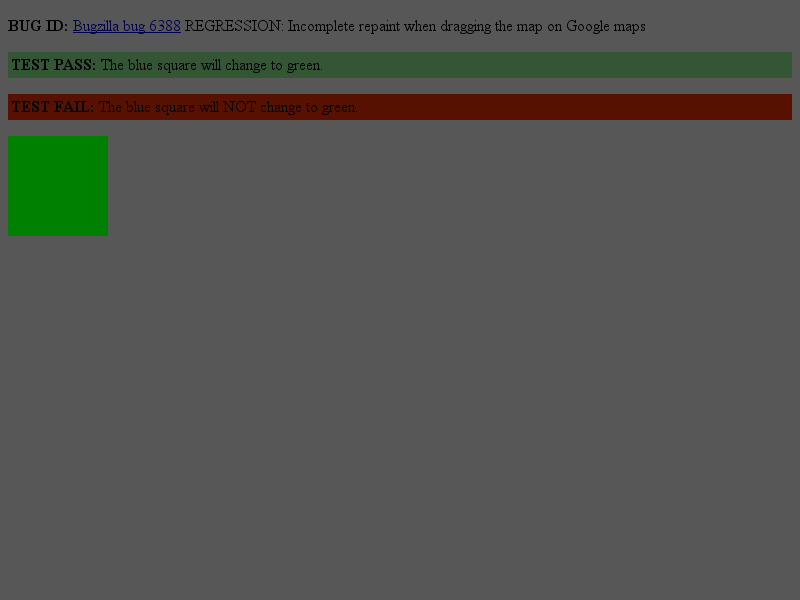 BUG ID: Bugzilla bug 6388 REGRESSION: Incomplete repaint when dragging the map on Google maps
TEST PASS: The blue square will change to green.
TEST FAIL: The blue square will NOT change to green.